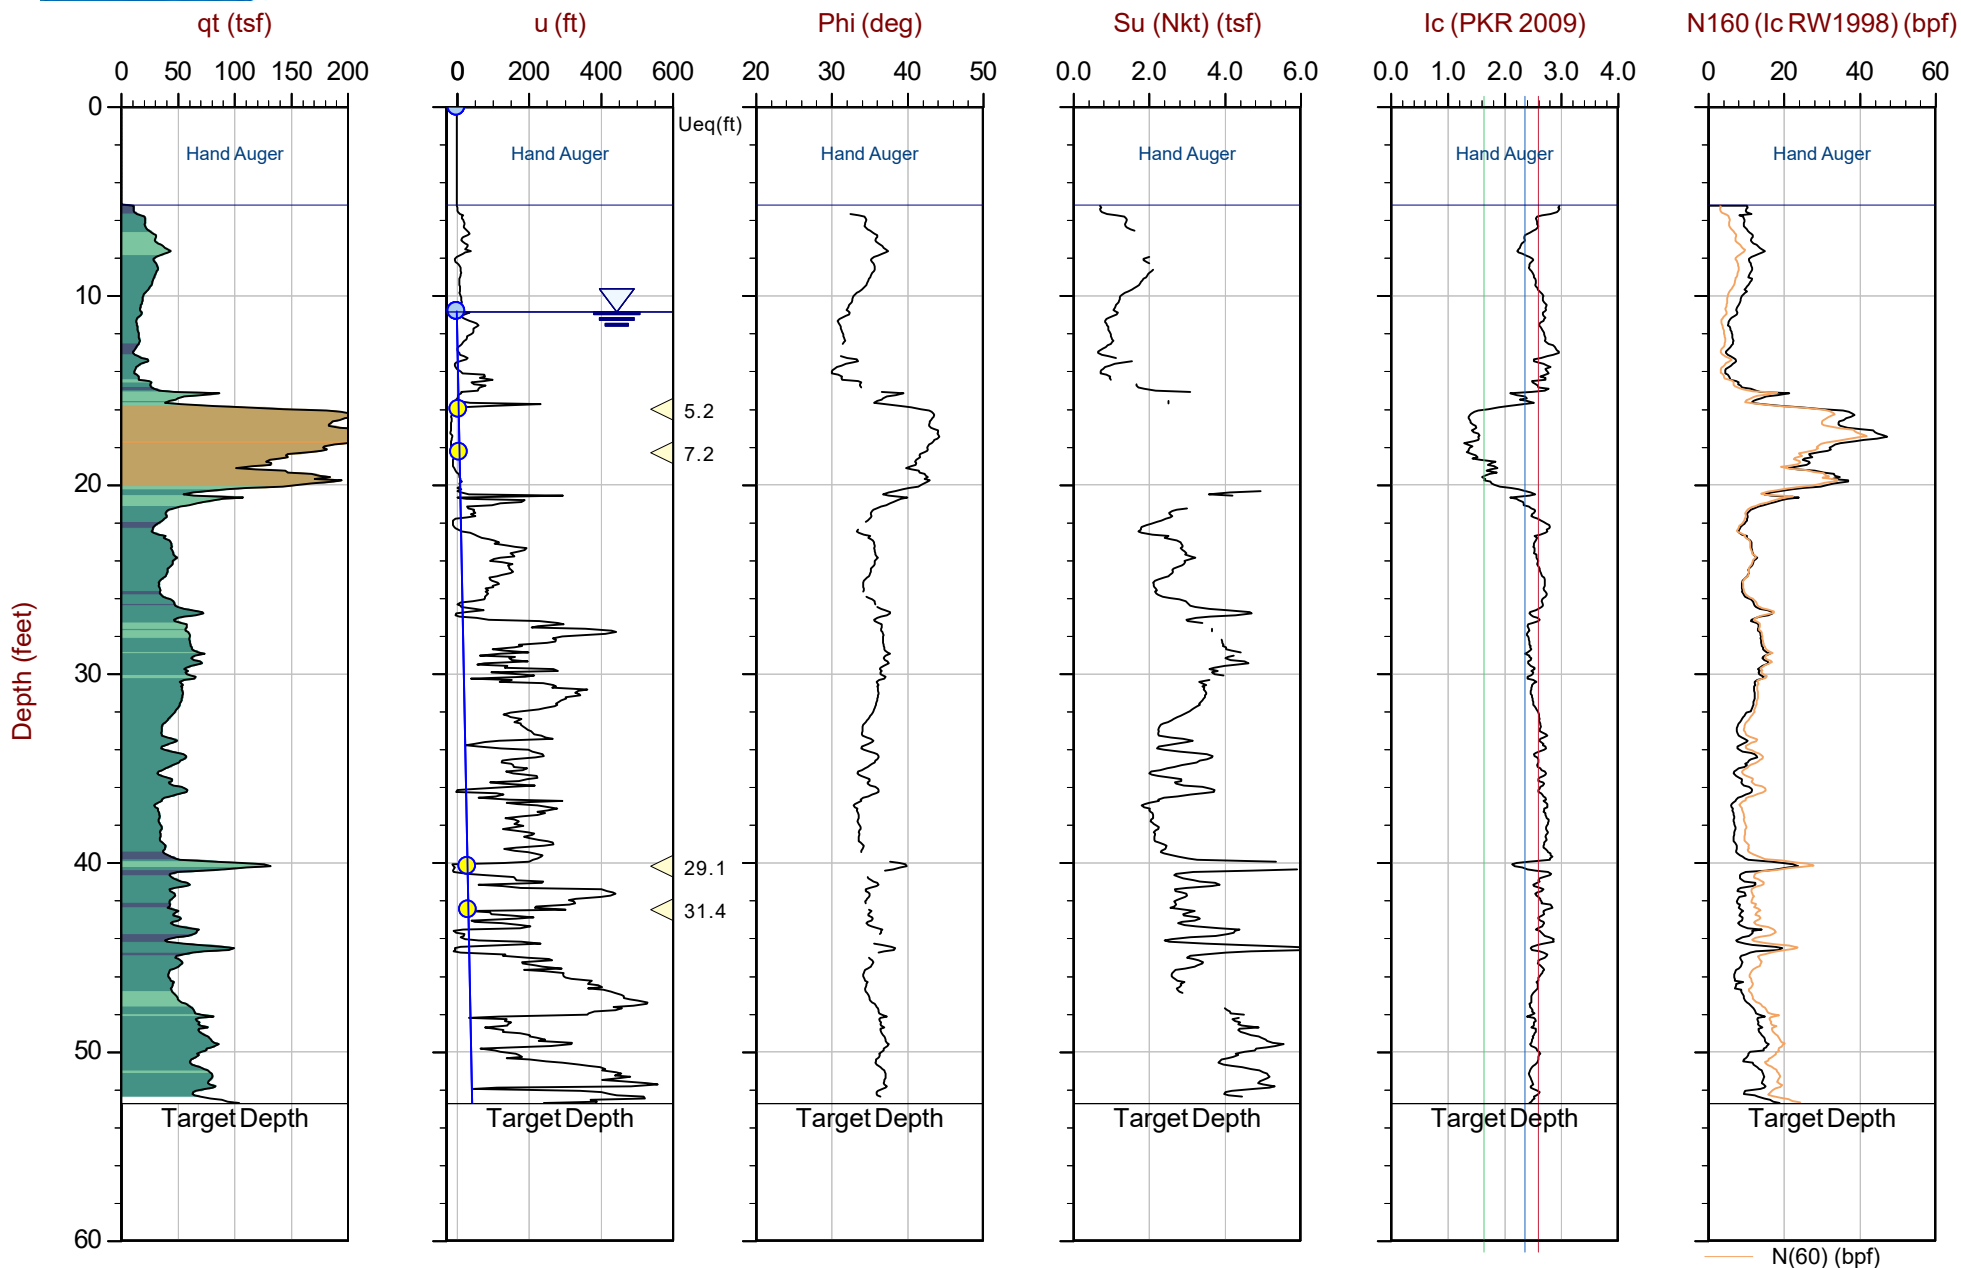 qt (tsf) u (ft) Phi (deg) Su (Nkt) (tsf) Ic (PKR 2009) N160 (Ic RW1998) (bpf)
0 50 100 150 200 0 200 400 600 20 30 40 50 0.0 2.0 4.0 6.0 0.0 1.0 2.0 3.0 4.0 0 20 40 60
0
Ueq(ft)
Hand Auger Hand Auger Hand Auger Hand Auger Hand Auger Hand Auger
10
5.2
7.2
20
Depth (feet)
30
40
29.1
31.4
50
Target Depth Target Depth Target Depth Target Depth Target Depth Target Depth
60
N(60) (bpf)